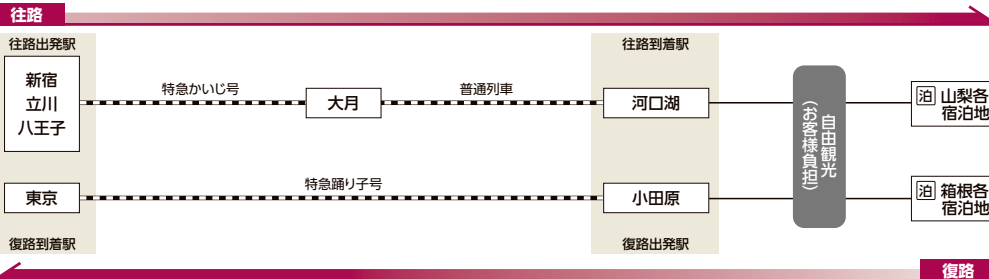 往路
往路出発駅
往路到着駅
新宿
立川
八王子
特急かいじ号
大月
普通列車
河口湖
自由観光
(お客様負担)
泊 山梨各
宿泊地
東京
特急踊り子号
小田原
泊 箱根各
宿泊地
復路到着駅
復路出発駅
復路